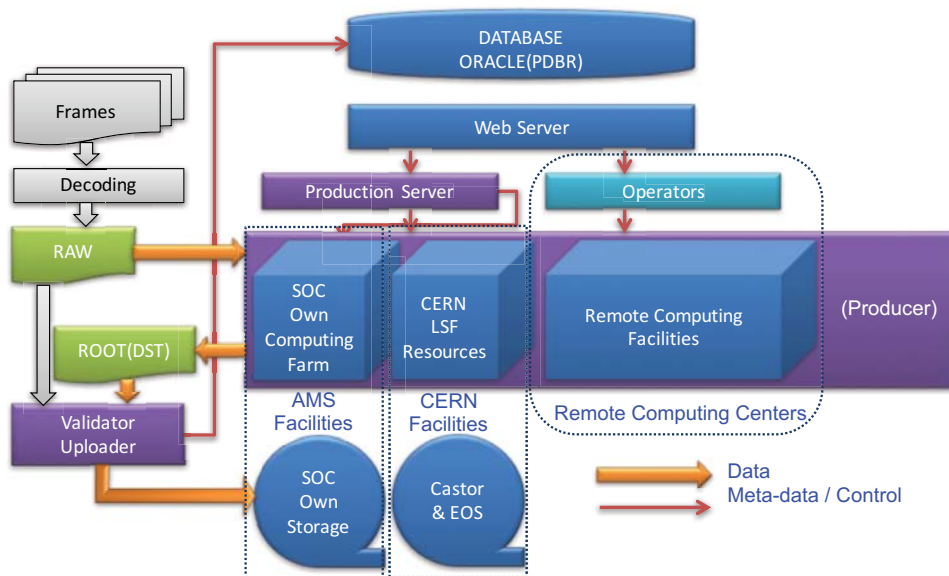 DATABASE
ORACLE(PDBR)
Frames
Web Server
Decoding
Production Server
Operators
RAW
SOC
Own
Computing
Farm
CERN
LSF
Resources
Remote Computing
Facilities
(Producer)
ROOT(DST)
AMS
Facilities
CERN
Facilities
Remote Computing Centers
Validator
Uploader
SOC
Own
Storage
Castor
& EOS
Data
Meta-data / Control